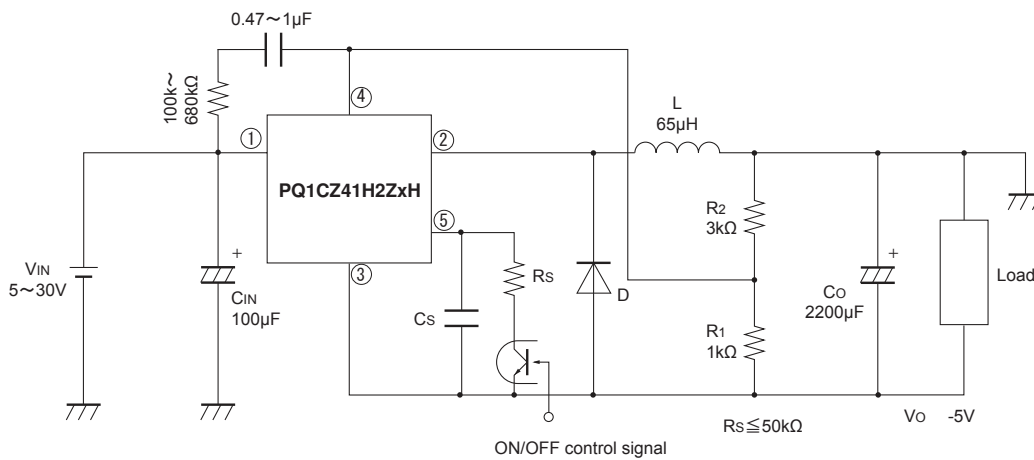 0.47～1μF
100k～
680kΩ
④
L
65μH
①
②
PQ1CZ41H2ZxH
R2
3kΩ
⑤
+
+
VIN
5～30V
③
RS
Load
CIN
100μF
CS
D
CO
2200μF
R1
1kΩ
RS≦50kΩ
VO -5V
ON/OFF control signal